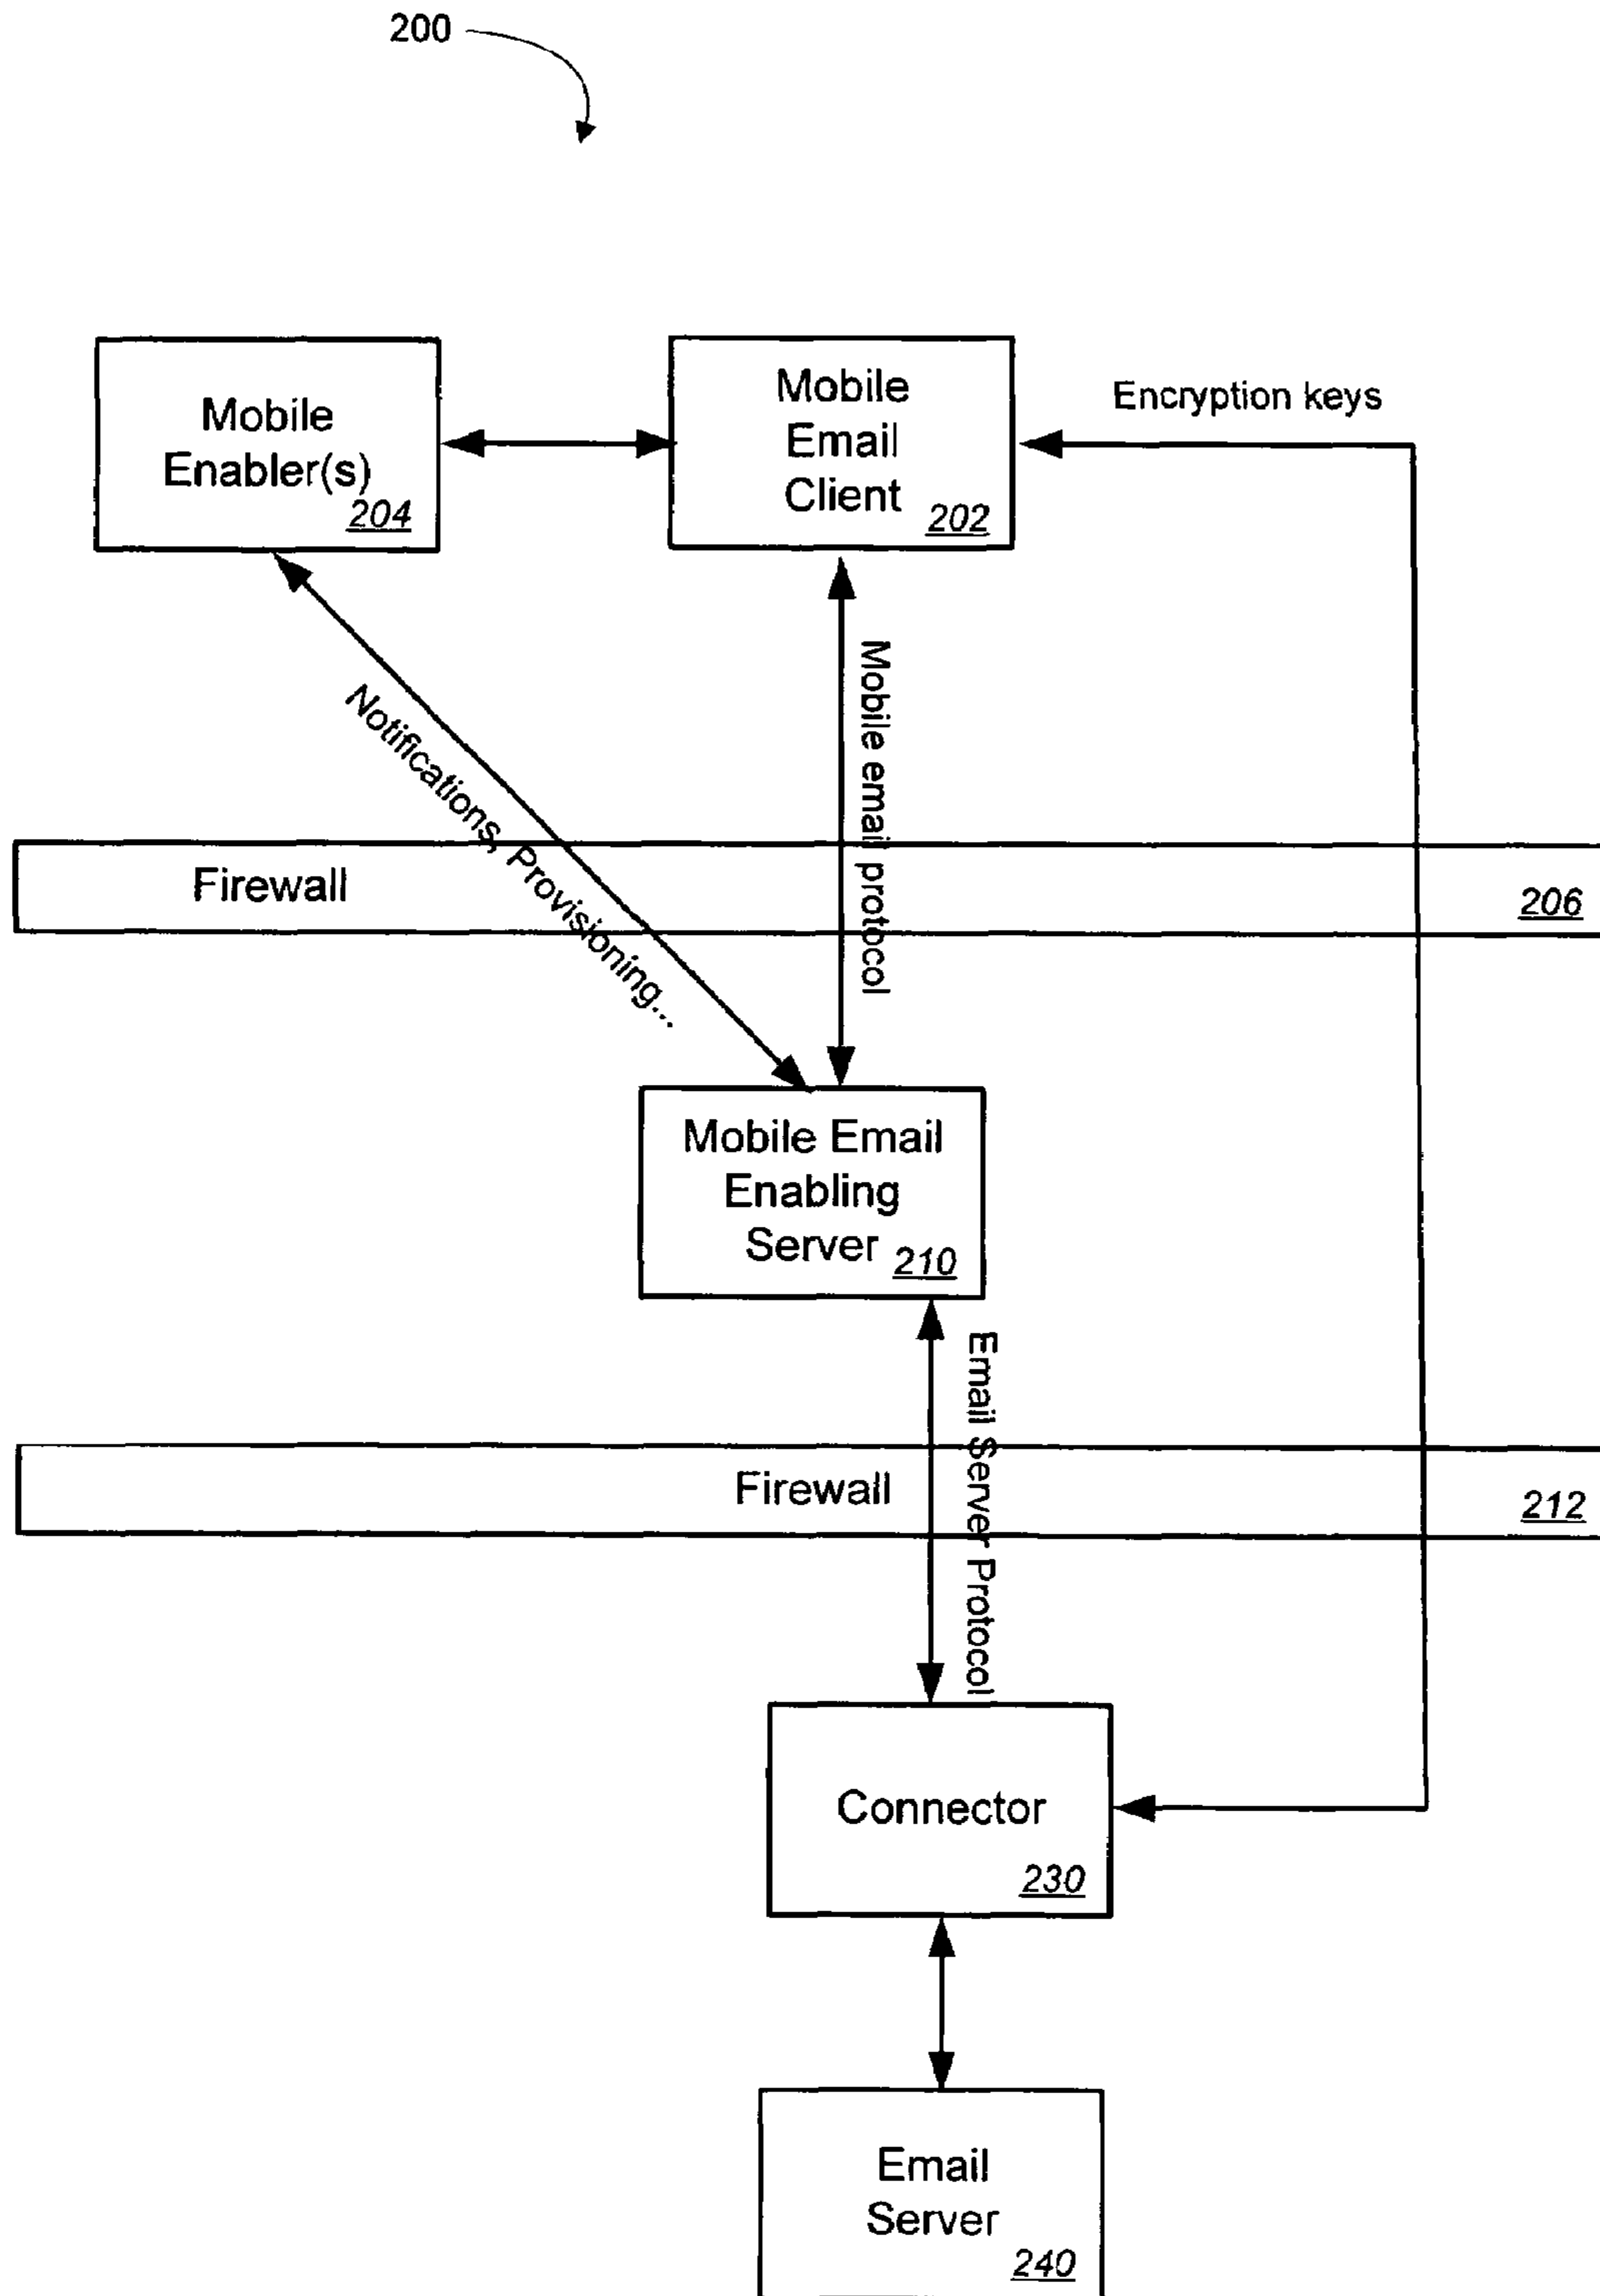 200
Mobile
Enabler(s)
204
Mobile
Email
Client
202
Encryption keys
Notifications, Provisioning...
Mobile email protocol
Firewall
206
Mobile Email
Enabling
Server
210
Email Server Protocol
Firewall
212
Connector
230
Email
Server
240